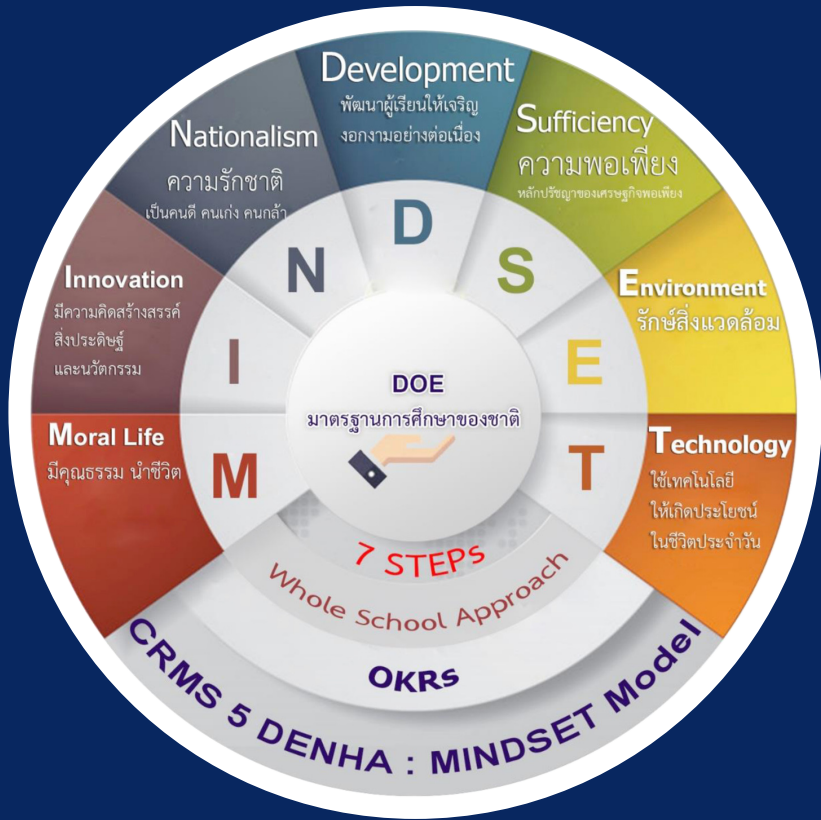 Development
พัฒนาผู้เรียนให้เจริญ
งอกงามอย่างต่อเนื่อง
Nationalism
ความรักชาติ
เป็นคนดี คนเก่ง คนกล้า
Sufficiency
ความพอเพียง
หลักปรัชญาของเศรษฐกิจพอเพียง
Innovation
มีความคิดสร้างสรรค์
สิ่งประดิษฐ์
และนวัตกรรม
Environment
รักษ์สิ่งแวดล้อม
Moral Life
มีคุณธรรม นำชีวิต
Technology
ใช้เทคโนโลยี
ให้เกิดประโยชน์
ในชีวิตประจำวัน
M
I
N
D
S
E
T
DOE
มาตรฐานการศึกษาของชาติ
7 STEPs
Whole School Approach
OKRs
CRMS 5 DENHA : MINDSET Model